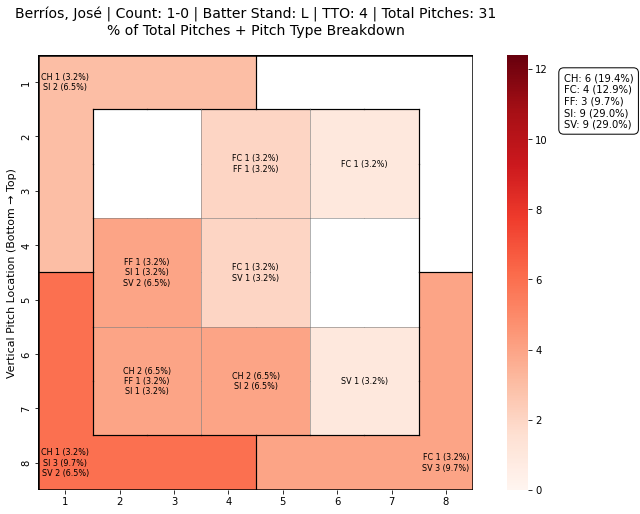 Berríos, José | Count: 1-0 | Batter Stand: L | TTO: 4 | Total Pitches: 31
% of Total Pitches + Pitch Type Breakdown
CH 1 (3.2%)
SI 2 (6.5%)
FC 1 (3.2%)
FF 1 (3.2%)
FC 1 (3.2%)
FF 1 (3.2%)
SI 1 (3.2%)
SV 2 (6.5%)
FC 1 (3.2%)
SV 1 (3.2%)
CH 2 (6.5%)
FF 1 (3.2%)
SI 1 (3.2%)
CH 2 (6.5%)
SI 2 (6.5%)
SV 1 (3.2%)
CH 1 (3.2%)
SI 3 (9.7%)
SV 2 (6.5%)
FC 1 (3.2%)
SV 3 (9.7%)
Vertical Pitch Location (Bottom → Top)
1
2
3
4
5
6
7
8
1
2
3
4
5
6
7
8
12
10
8
6
4
2
0
CH: 6 (19.4%)
FC: 4 (12.9%)
FF: 3 (9.7%)
SI: 9 (29.0%)
SV: 9 (29.0%)